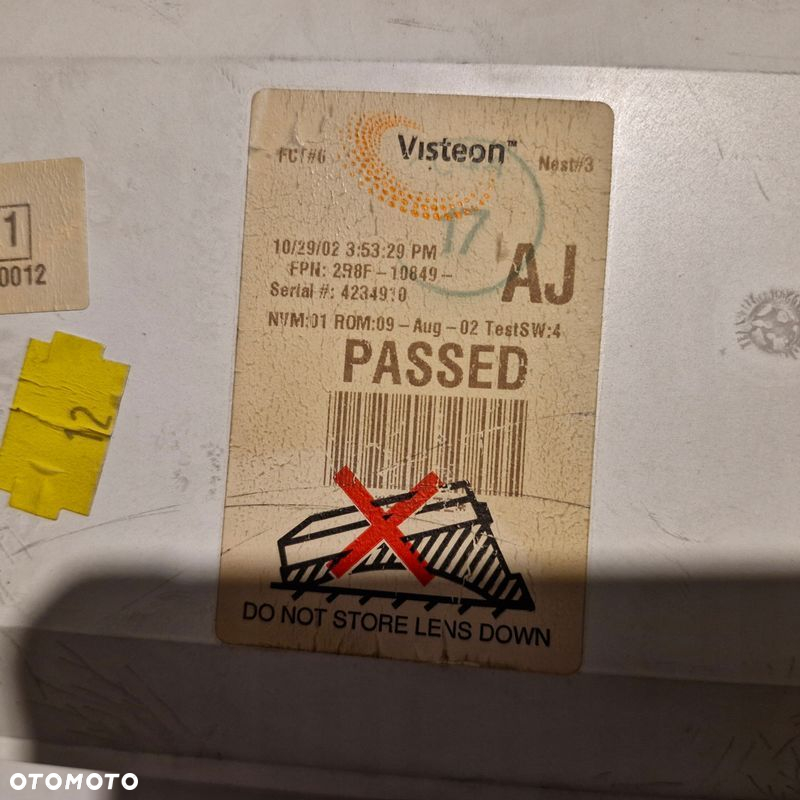 Visteon™
FCT#6
Nest#3
17
10/29/02 3:53:29 PM
FPN: 2R8F-10849-
AJ
Serial #: 4234910
NVM:01 ROM:09-Aug-02 TestSW:4
PASSED
DO NOT STORE LENS DOWN
1
0012
12
OTOMOTO